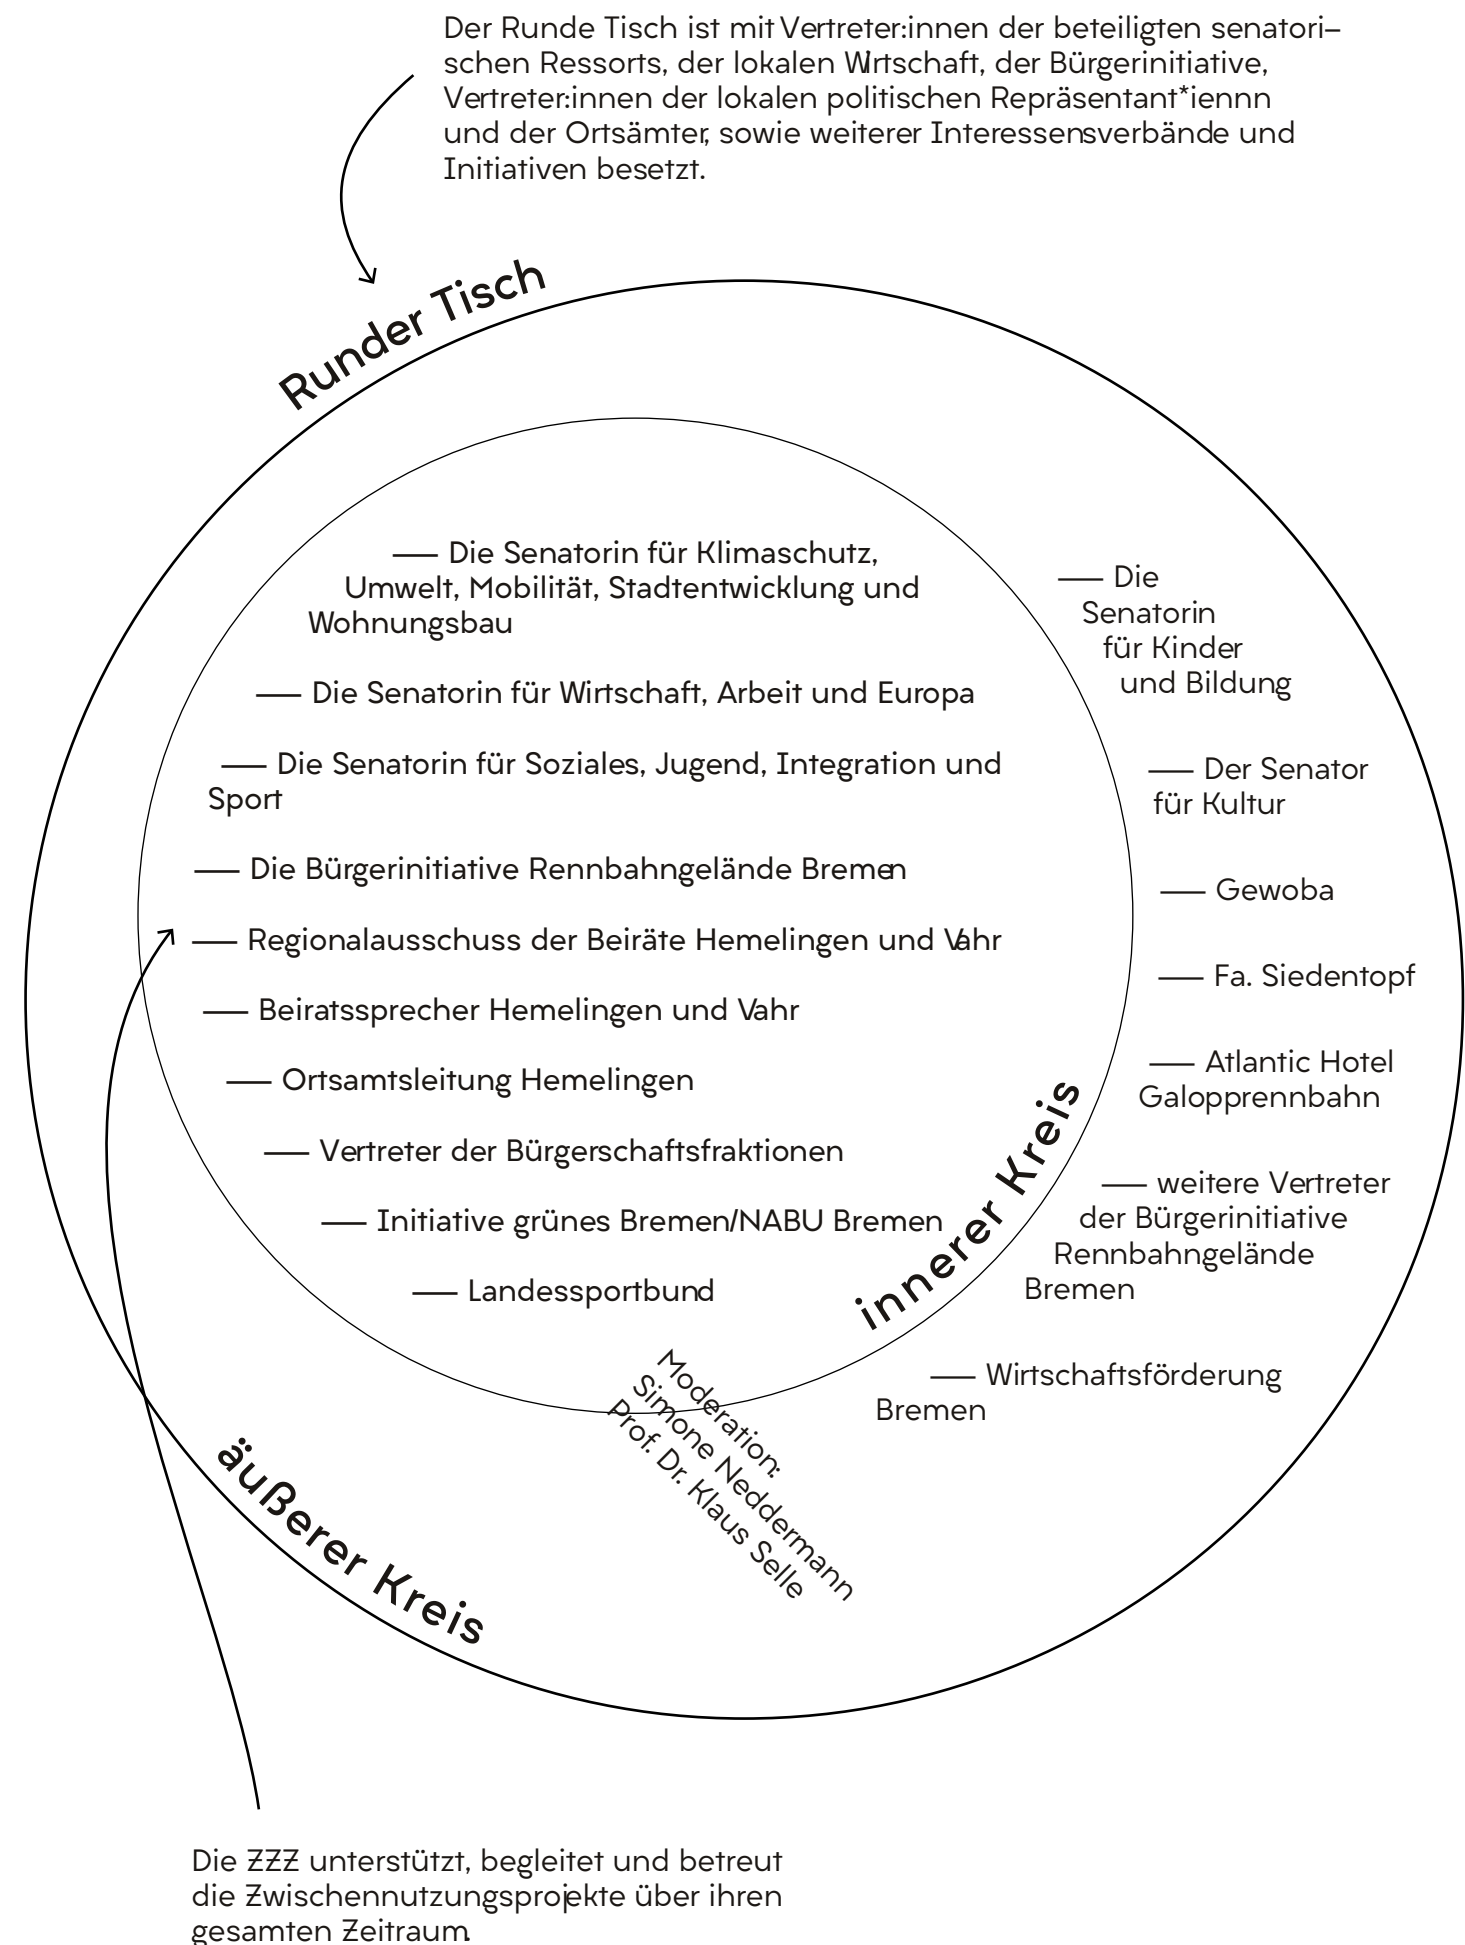 Der Runde Tisch ist mit Vertreter:innen der beteiligten senatori–
schen Ressorts, der lokalen Wirtschaft, der Bürgerinitiative,
Vertreter:innen der lokalen politischen Repräsentant*iennn
und der Ortsämter, sowie weiterer Interessensverbände und
Initiativen besetzt.
Runder Tisch
— Die Senatorin für Klimaschutz,
Umwelt, Mobilität, Stadtentwicklung und
Wohnungsbau
— Die Senatorin für Wirtschaft, Arbeit und Europa
— Die Senatorin für Soziales, Jugend, Integration und
Sport
— Die Bürgerinitiative Rennbahngelände Bremen
— Regionalausschuss der Beiräte Hemelingen und Vahr
— Beiratssprecher Hemelingen und Vahr
— Ortsamtsleitung Hemelingen
— Vertreter der Bürgerschaftsfraktionen
— Initiative grünes Bremen/NABU Bremen
— Landessportbund
innerer Kreis
— Die
Senatorin
für Kinder
und Bildung
— Der Senator
für Kultur
— Gewoba
— Fa. Siedentopf
— Atlantic Hotel
Galopprennbahn
— weitere Vertreter
der Bürgerinitiative
Rennbahngelände
Bremen
— Wirtschaftsförderung
Bremen
Moderation:
Simone Neddermann
Prof. Dr. Klaus Selle
äußerer Kreis
Die ZZZ unterstützt, begleitet und betreut
die Zwischennutzungsprojekte über ihren
gesamten Zeitraum.